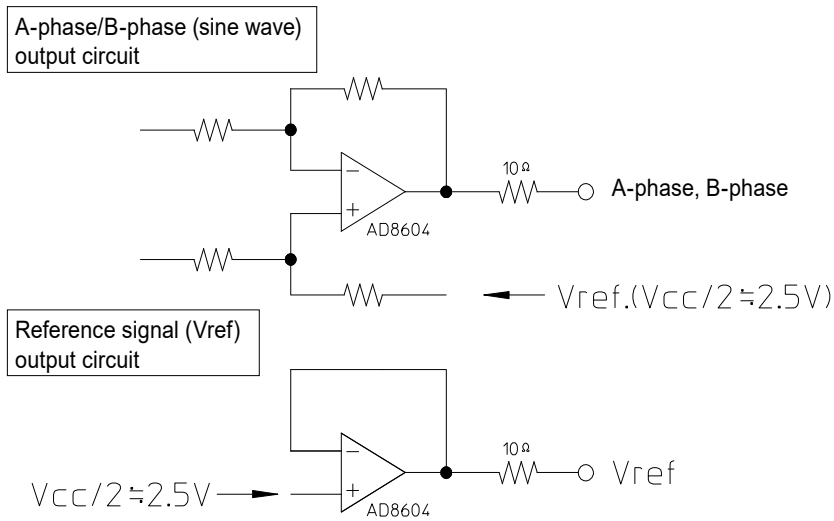 A-phase/B-phase (sine wave)
output circuit
−
+
AD8604
10Ω
A-phase, B-phase
Vref.(Vcc/2≒2.5V)
Reference signal (Vref)
output circuit
−
+
AD8604
10Ω
Vref
Vcc/2≒2.5V